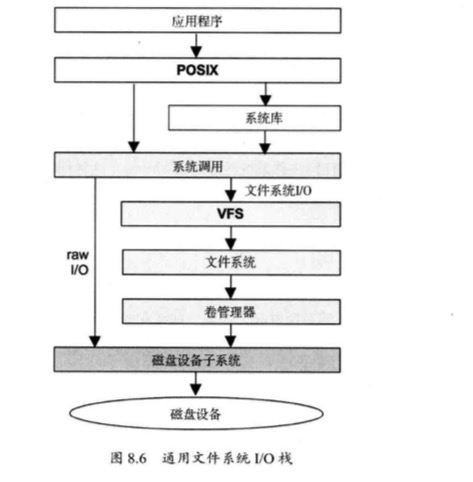 应用程序
POSIX
系统库
系统调用
文件系统I/O
VFS
raw
I/O
文件系统
卷管理器
磁盘设备子系统
磁盘设备
图 8.6 通用文件系统 I/O 栈